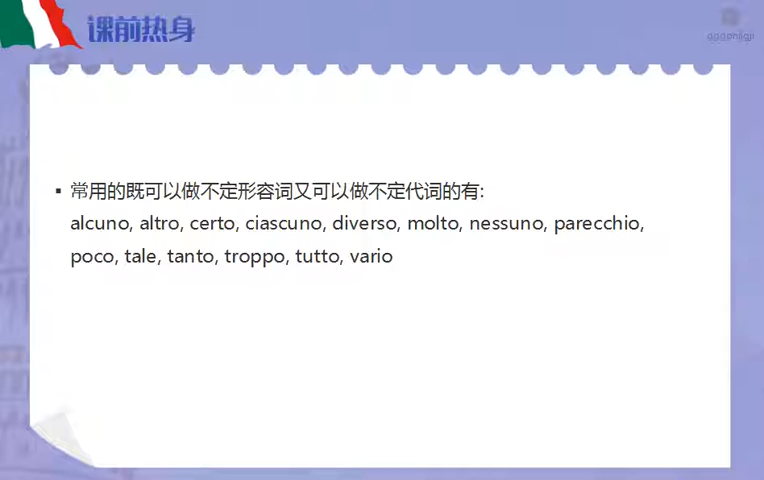 课前热身
常用的既可以做不定形容词又可以做不定代词的有:
alcuno, altro, certo, ciascuno, diverso, molto, nessuno, parecchio,
poco, tale, tanto, troppo, tutto, vario